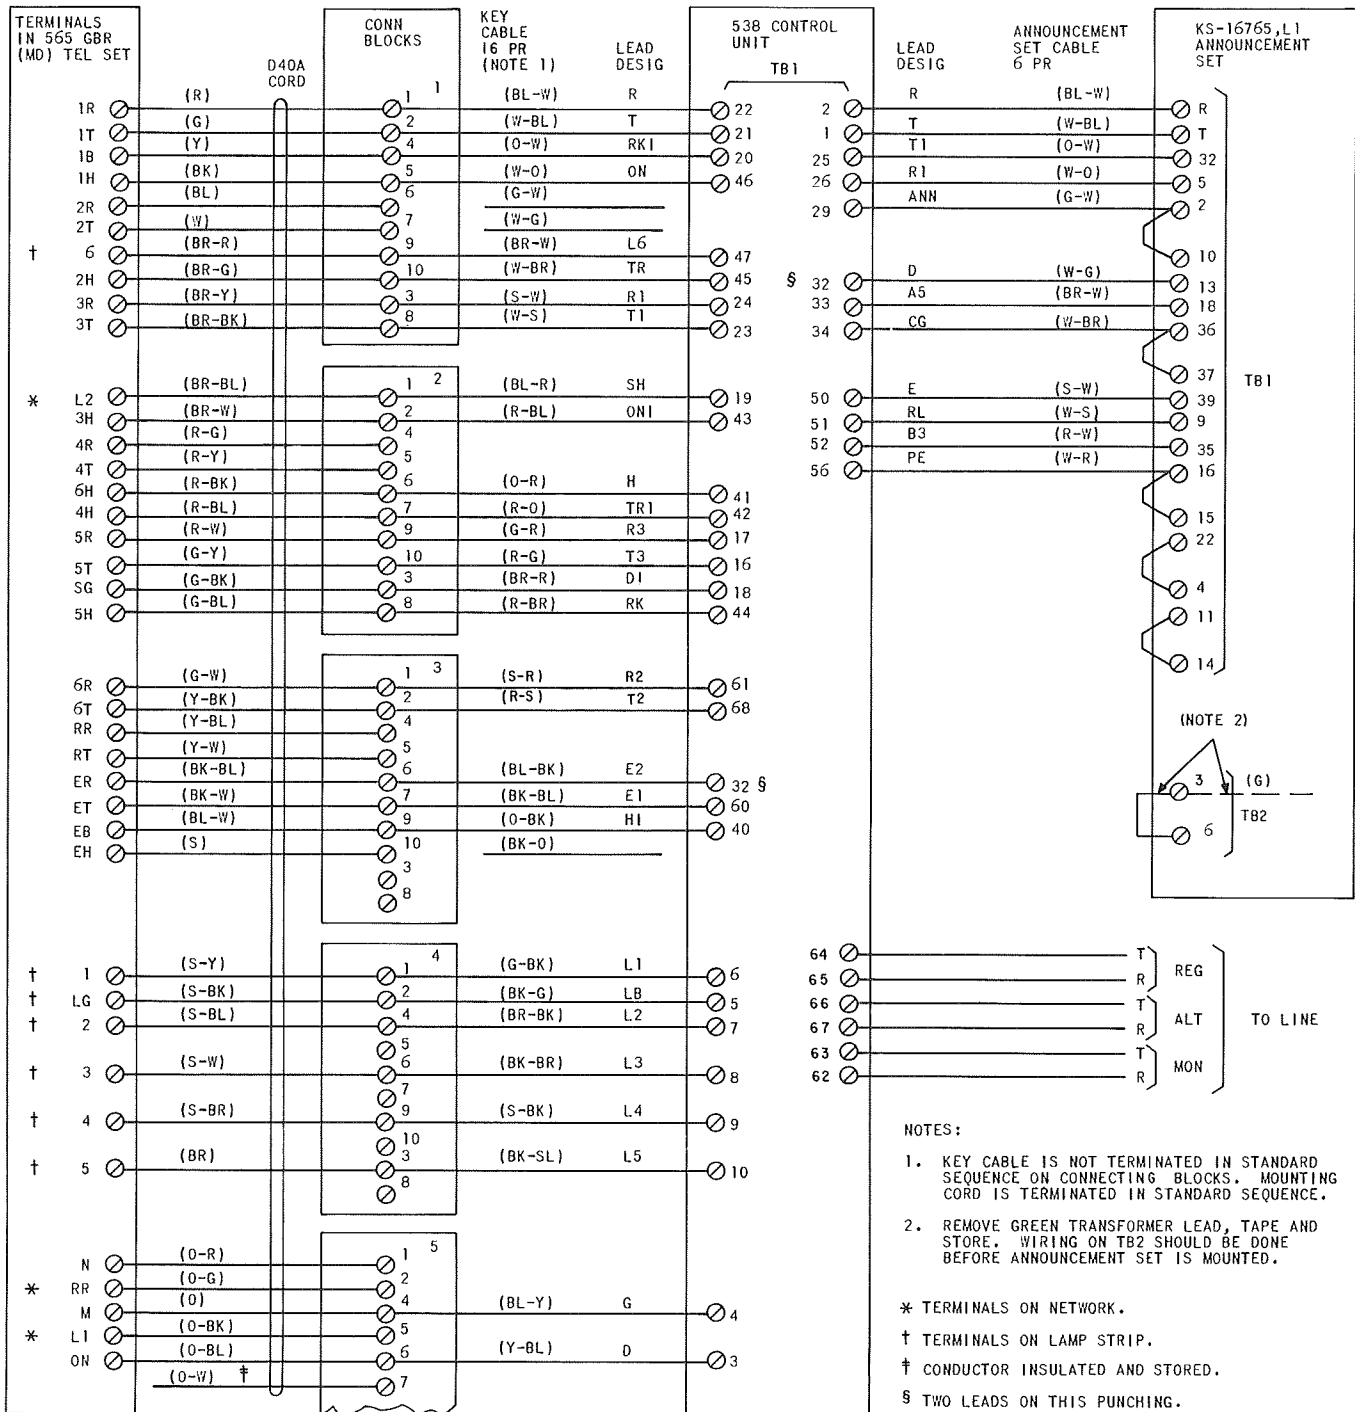 TERMINALS
IN 565 GBR
(MD) TEL SET
D40A
CORD
CONN
BLOCKS
KEY
CABLE
16 PR
(NOTE 1)
LEAD
DESIG
538 CONTROL
UNIT
TB1
LEAD
DESIG
ANNOUNCEMENT
SET CABLE
6 PR
KS-16765,L1
ANNOUNCEMENT
SET
1R (R) 1 1 (BL-W) R 22
1T (G) 2 (W-BL) T 21
1B (Y) 4 (O-W) RK1 20
1H (BK) 5 (W-O) ON 46
2R (BL) 6 (G-W)
2T (W) 7 (W-G)
† 6 (BR-R) 9 (BR-W) L6 47
2H (BR-G) 10 (W-BR) TR 45
3R (BR-Y) 3 (S-W) R1 24
3T (BR-BK) 8 (W-S) T1 23
* L2 (BR-BL) 1 2 (BL-R) SH 19
3H (BR-W) 2 (R-BL) ON1 43
4R (R-G) 4
4T (R-Y) 5
6H (R-BK) 6 (O-R) H 41
4H (R-BL) 7 (R-O) TR1 42
5R (R-W) 9 (G-R) R3 17
5T (G-Y) 10 (R-G) T3 16
SG (G-BK) 3 (BR-R) D1 18
5H (G-BL) 8 (R-BR) RK 44
6R (G-W) 1 3 (S-R) R2 61
6T (Y-BK) 2 (R-S) T2 68
RR (Y-BL) 4
RT (Y-W) 5
ER (BK-BL) 6 (BL-BK) E2 32 §
ET (BK-W) 7 (BK-BL) E1 60
EB (BL-W) 9 (O-BK) H1 40
EH (S) 10 (BK-O)
3
8
† 1 (S-Y) 1 4 (G-BK) L1 6
† LG (S-BK) 2 (BK-G) LB 5
† 2 (S-BL) 4 (BR-BK) L2 7
5
† 3 (S-W) 6 (BK-BR) L3 8
7
† 4 (S-BR) 9 (S-BK) L4 9
10
† 5 (BR) 3 (BK-SL) L5 10
8
N (O-R) 1 5
* RR (O-G) 2
M (O) 4 (BL-Y) G 4
* L1 (O-BK) 5
ON (O-BL) 6 (Y-BL) D 3
(O-W) ‡ 7
2 R (BL-W) R
1 T (W-BL) T
25 T1 (O-W) 32
26 R1 (W-O) 5
29 ANN (G-W) 2
10
§ 32 D (W-G) 13
33 A5 (BR-W) 18
34 CG (W-BR) 36
37
TB1
50 E (S-W) 39
51 RL (W-S) 9
52 B3 (R-W) 35
56 PE (W-R) 16
15
22
4
11
14
(NOTE 2)
3 (G)
TB2
6
64 T
REG
65 R
66 T
ALT TO LINE
67 R
63 T
MON
62 R
NOTES:
1. KEY CABLE IS NOT TERMINATED IN STANDARD
SEQUENCE ON CONNECTING BLOCKS. MOUNTING
CORD IS TERMINATED IN STANDARD SEQUENCE.
2. REMOVE GREEN TRANSFORMER LEAD, TAPE AND
STORE. WIRING ON TB2 SHOULD BE DONE
BEFORE ANNOUNCEMENT SET IS MOUNTED.
* TERMINALS ON NETWORK.
† TERMINALS ON LAMP STRIP.
‡ CONDUCTOR INSULATED AND STORED.
§ TWO LEADS ON THIS PUNCHING.